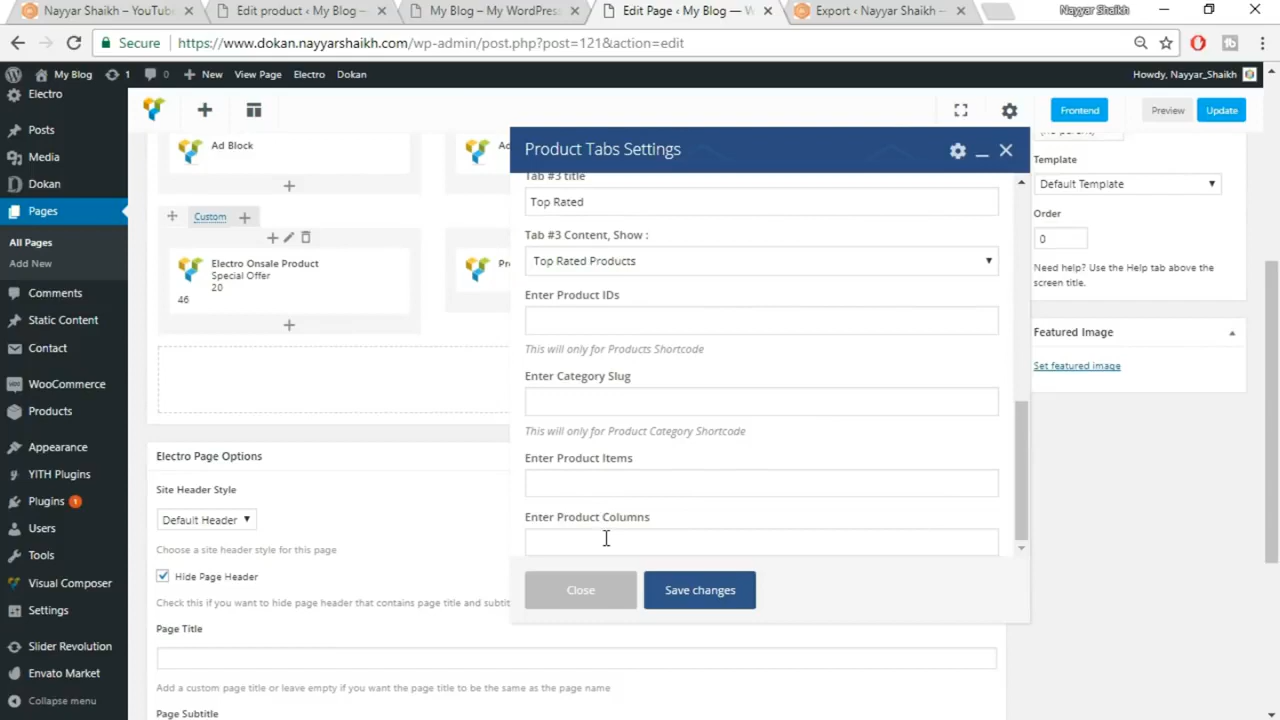 Nayyar Shaikh – YouTub
Edit product ‹ My Blog –
My Blog – My WordPress
Edit Page ‹ My Blog — W
Export ‹ Nayyar Shaikh –
Nayyar Shaikh
Secure
https://www.dokan.nayyarshaikh.com/wp-admin/post.php?post=121&action=edit
My Blog
1
0
New
View Page
Electro
Dokan
Howdy, Nayyar_Shaikh
Electro
Posts
Media
Dokan
Pages
All Pages
Add New
Comments
Static Content
Contact
WooCommerce
Products
Appearance
YITH Plugins
Plugins 1
Users
Tools
Visual Composer
Settings
Slider Revolution
Envato Market
Collapse menu
Frontend
Preview
Update
Ad Block
Custom
Electro Onsale Product
Special Offer
20
46
Electro Page Options
Site Header Style
Default Header
Choose a site header style for this page
Hide Page Header
Check this if you want to hide page header that contains page title and subtit
Page Title
Add a custom page title or leave empty if you want the page title to be the same as the page name
Page Subtitle
Product Tabs Settings
Tab #3 title
Top Rated
Tab #3 Content, Show :
Top Rated Products
Enter Product IDs
This will only for Products Shortcode
Enter Category Slug
This will only for Product Category Shortcode
Enter Product Items
Enter Product Columns
Close
Save changes
Template
Default Template
Order
0
Need help? Use the Help tab above the
screen title.
Featured Image
Set featured image